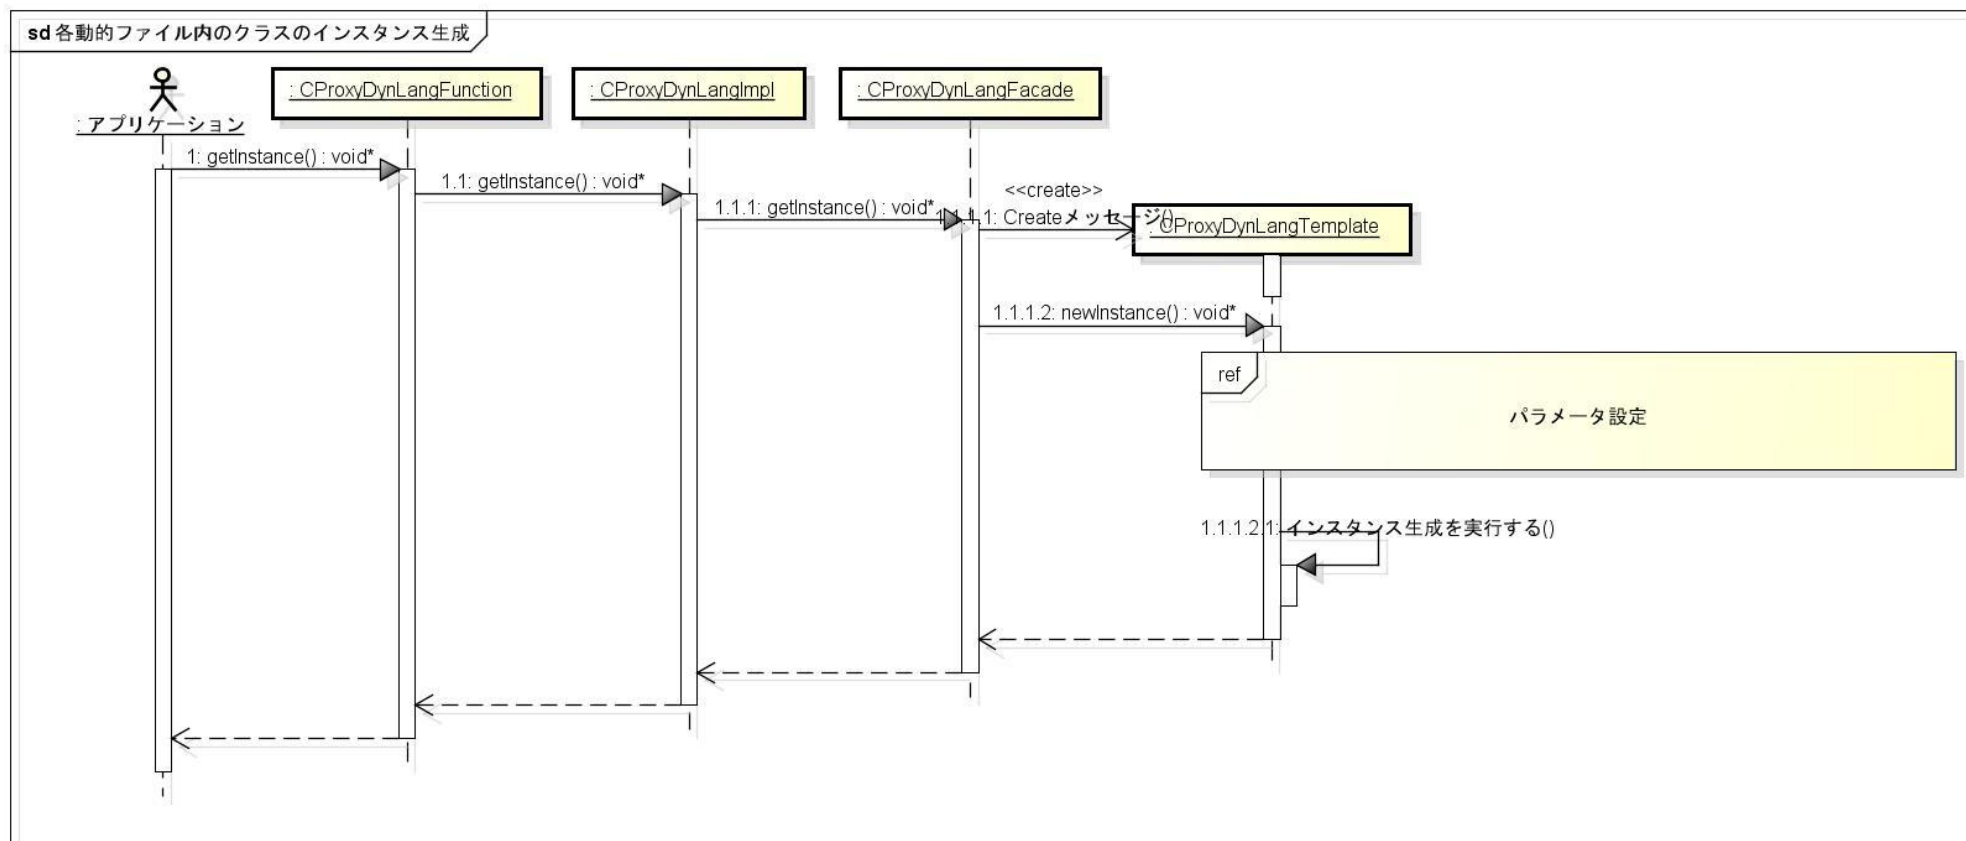 sd 各動的ファイル内のクラスのインスタンス生成
: アプリケーション
: CProxyDynLangFunction
: CProxyDynLangImpl
: CProxyDynLangFacade
1: getInstance() : void*
1.1: getInstance() : void*
1.1.1: getInstance() : void*
<<create>>
1.1.1.1: Createメッセージ()
: CProxyDynLangTemplate
1.1.1.2: newInstance() : void*
ref
パラメータ設定
1.1.1.2.1: インスタンス生成を実行する()